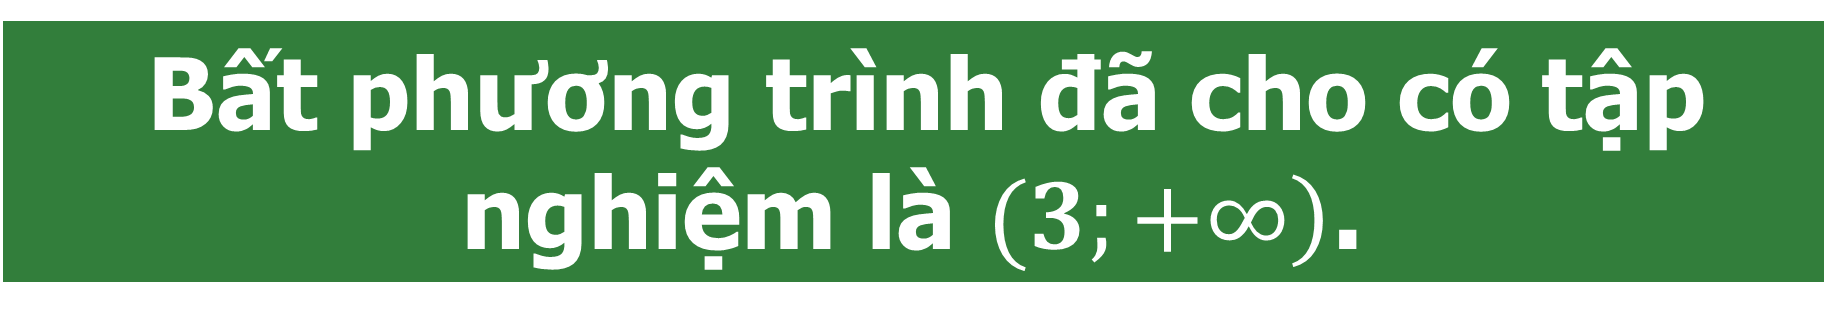 Bất phương trình đã cho có tập
nghiệm là (3; +∞).